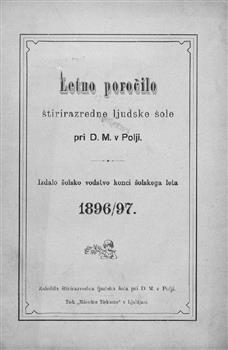 Letno poročilo
štirirazredne ljudske šole
pri D. M. v Polji.
Izdalo šolsko vodstvo konci šolskega leta
1896/97.
Založila štirirazredna ljudska šola pri D. M. v Polji.
Tisk „Narodne Tiskarne" v Ljubljani.